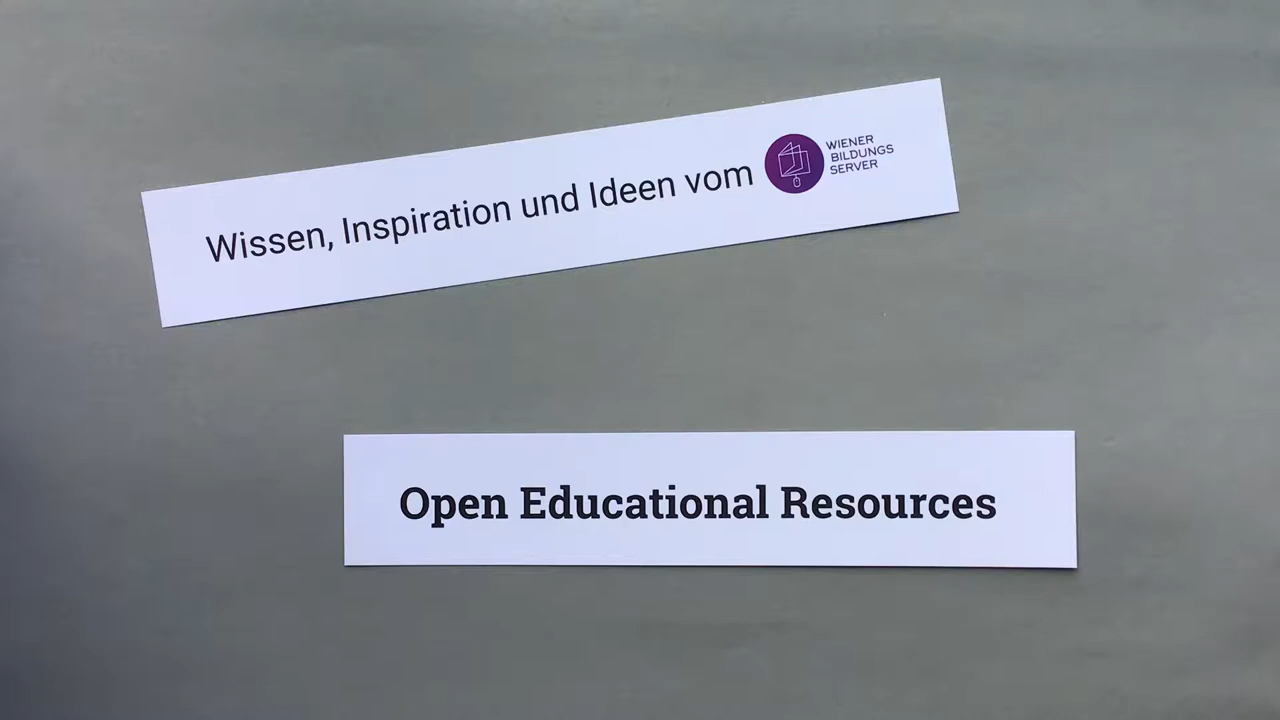 Wissen, Inspiration und Ideen vom
WIENER
BILDUNGS
SERVER
Open Educational Resources